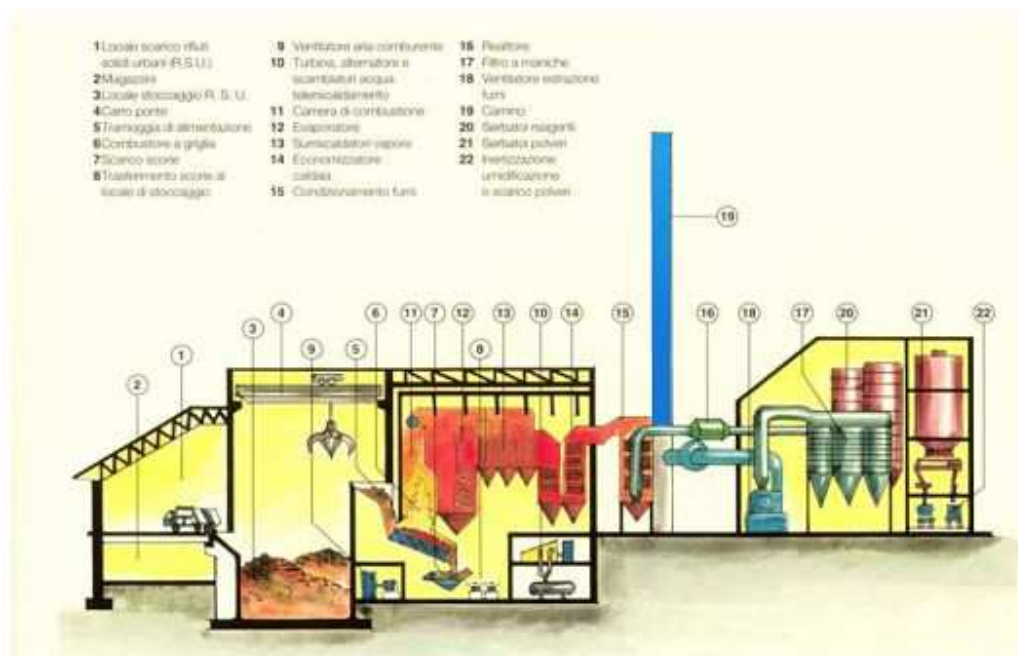 1 Locale scarico rifiuti
solidi urbani (R.S.U.)
2 Magazzini
3 Locale stoccaggio R. S. U.
4 Carro ponte
5 Tramoggia di alimentazione
6 Combustore a griglia
7 Scarico scorie
8 Trasferimento scorie al
locale di stoccaggio
9 Ventilatore aria comburente
10 Turbina, alternatore e
scambiatori acqua
teleriscaldamento
11 Camera di combustione
12 Evaporatore
13 Surriscaldatori vapore
14 Economizzatore
caldaia
15 Condizionamento fumi
16 Reattore
17 Filtro a maniche
18 Ventilatore estrazione
fumi
19 Camino
20 Serbatoi reagenti
21 Serbatoi polveri
22 Inertizzazione
umidificazione
e scarico polveri
19
4
6
11
7
12
8
13
10
14
15
16
18
17
20
21
22
3
9
5
1
2